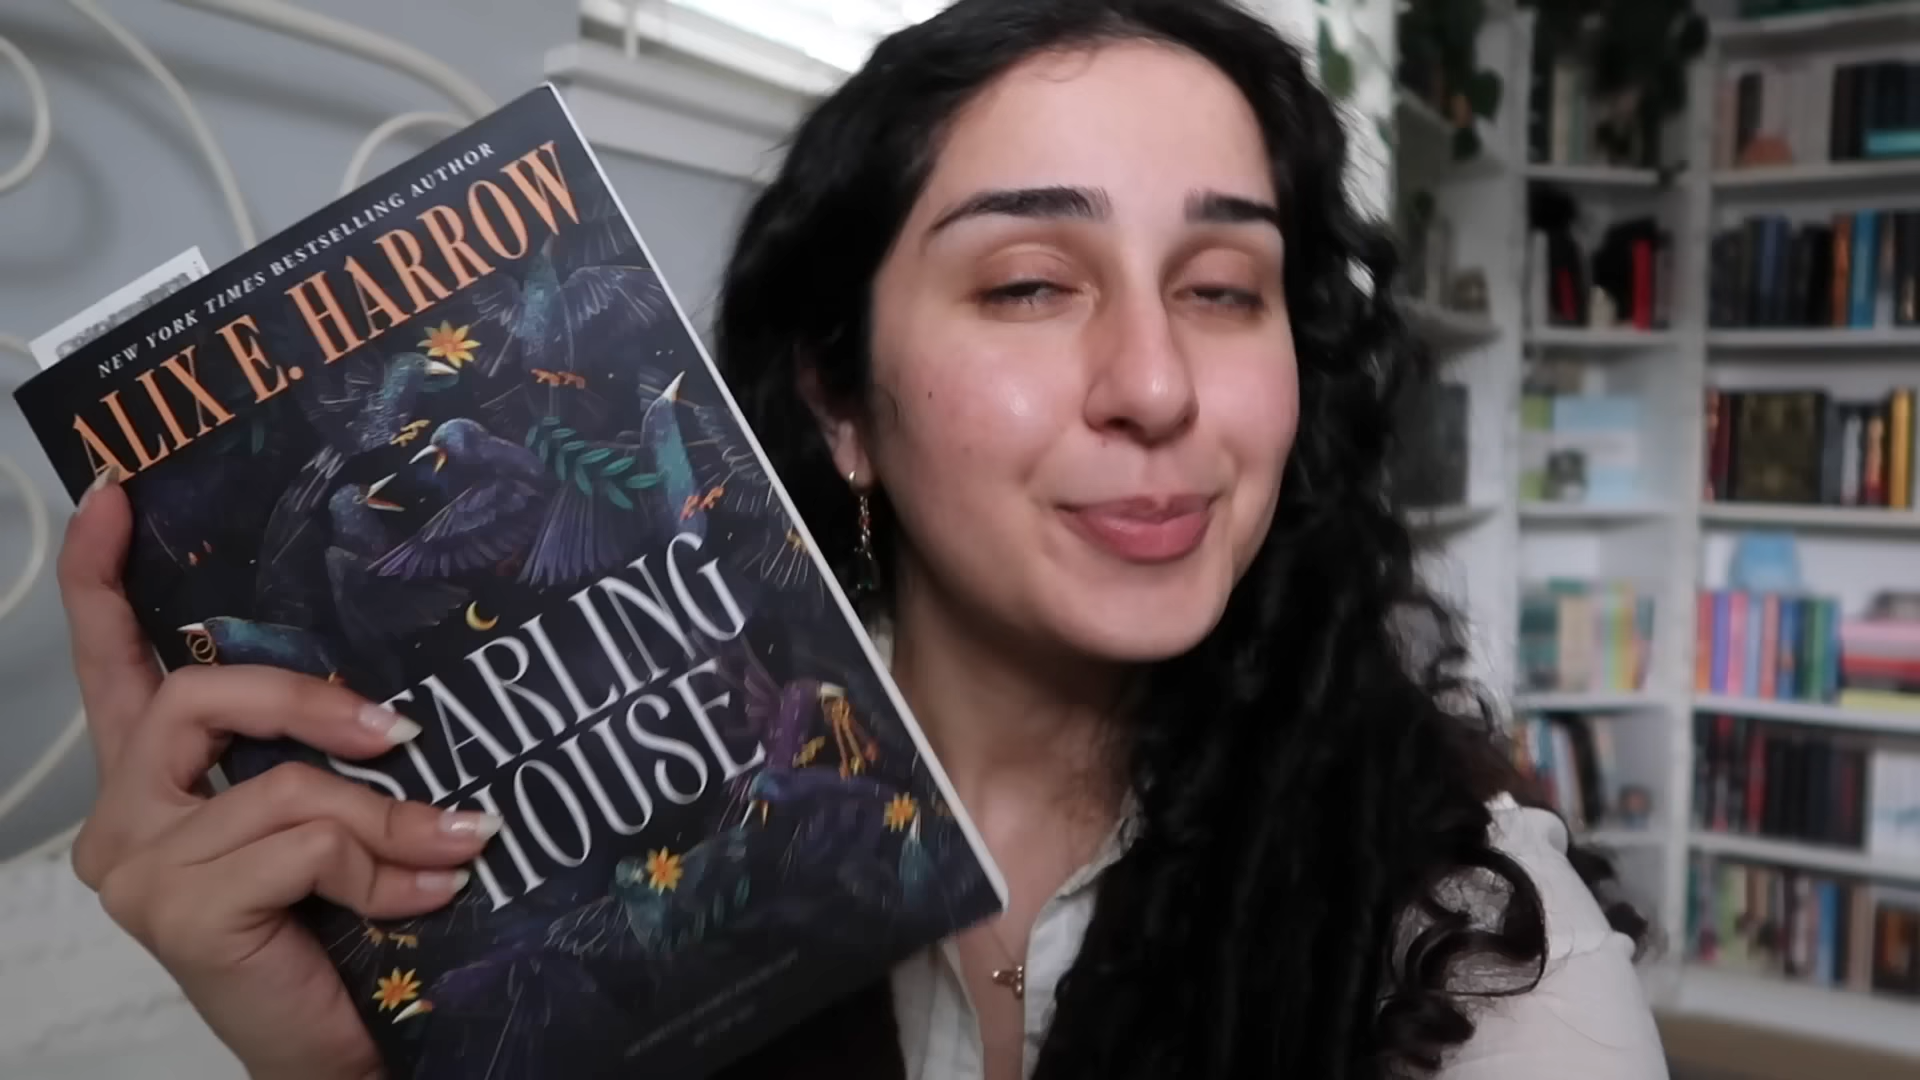 NEW YORK TIMES BESTSELLING AUTHOR
ALIX E. HARROW
STARLING
HOUSE